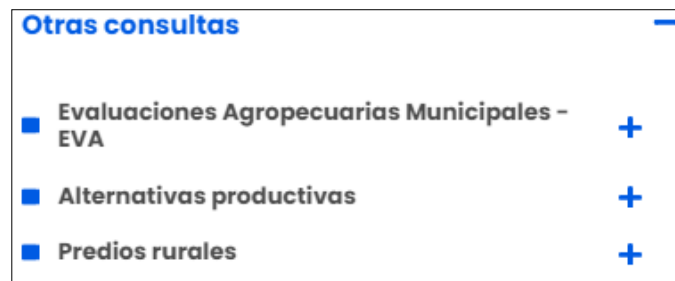 Otras consultas
Evaluaciones Agropecuarias Municipales -
EVA
Alternativas productivas
Predios rurales